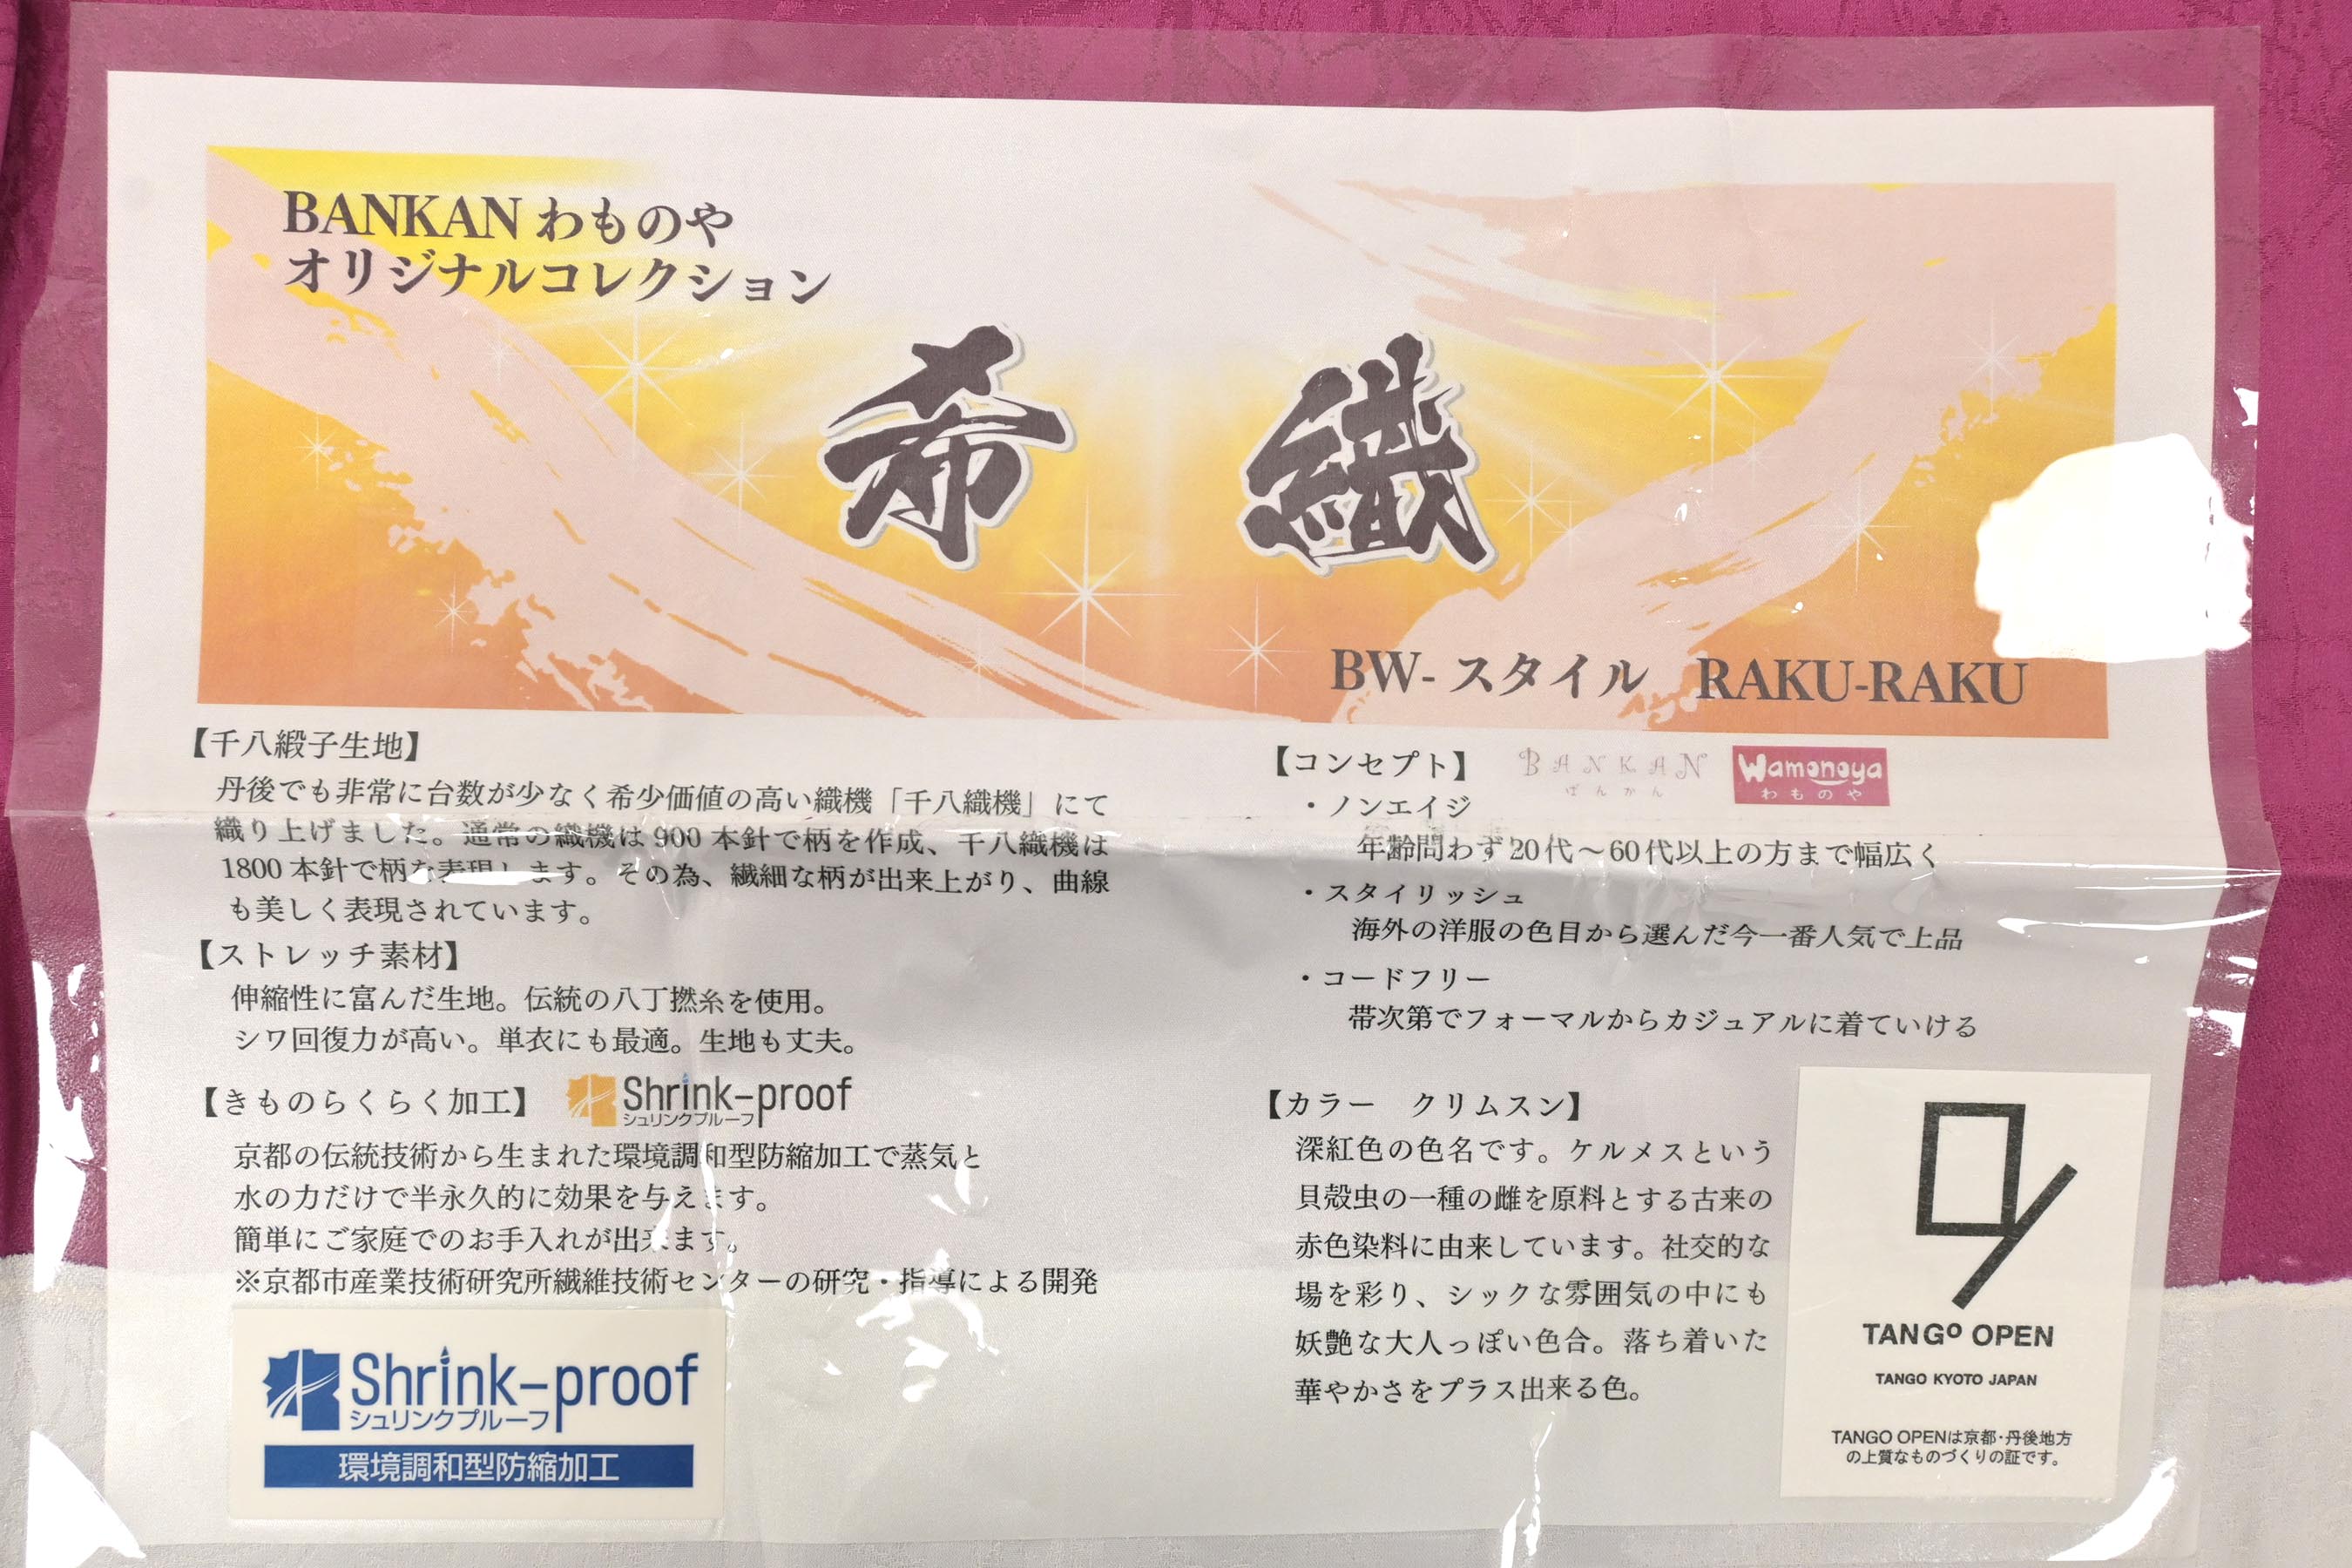 BANKAN わものや
オリジナルコレクション
希 織
BW- スタイル RAKU-RAKU
【千八緞子生地】
丹後でも非常に台数が少なく希少価値の高い織機「千八織機」にて
織り上げました。通常の織機は 900 本針で柄を作成、千八織機は
1800 本針で柄を表現します。その為、繊細な柄が出来上がり、曲線
も美しく表現されています。
【ストレッチ素材】
伸縮性に富んだ生地。伝統の八丁撚糸を使用。
シワ回復力が高い。単衣にも最適。生地も丈夫。
【きものらくらく加工】 Shrink-proof
シュリンクプルーフ
京都の伝統技術から生まれた環境調和型防縮加工で蒸気と
水の力だけで半永久的に効果を与えます。
簡単にご家庭でのお手入れが出来ます。
※京都市産業技術研究所繊維技術センターの研究・指導による開発
Shrink-proof
シュリンクプルーフ
環境調和型防縮加工
【コンセプト】 BANKAN Wamonoya
ばんかん わものや
・ノンエイジ
年齢問わず20代～60代以上の方まで幅広く
・スタイリッシュ
海外の洋服の色目から選んだ今一番人気で上品
・コードフリー
帯次第でフォーマルからカジュアルに着ていける
【カラー クリムスン】
深紅色の色名です。ケルメスという
貝殻虫の一種の雌を原料とする古来の
赤色染料に由来しています。社交的な
場を彩り、シックな雰囲気の中にも
妖艶な大人っぽい色合。落ち着いた
華やかさをプラス出来る色。
TANGO OPEN
TANGO KYOTO JAPAN
TANGO OPENは京都・丹後地方
の上質なものづくりの証です。